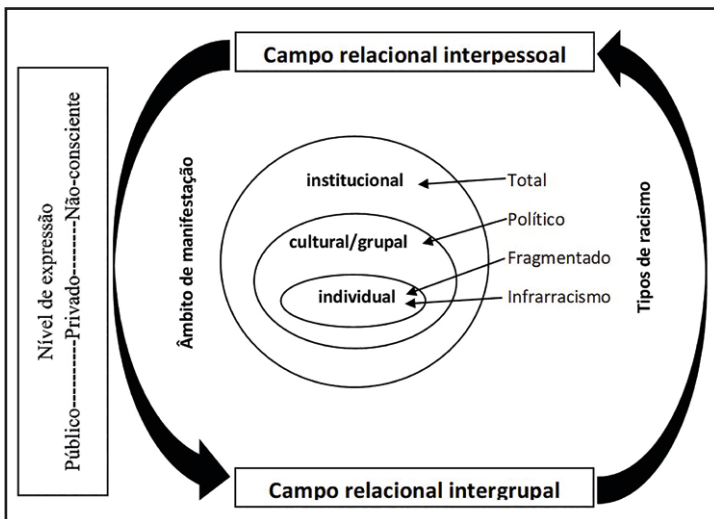 Campo relacional interpessoal
Nível de expressão
Público----------Privado--------Não-consciente
Âmbito de manifestação
institucional
Total
cultural/grupal
Político
Fragmentado
individual
Infrarracismo
Tipos de racismo
Campo relacional intergrupal